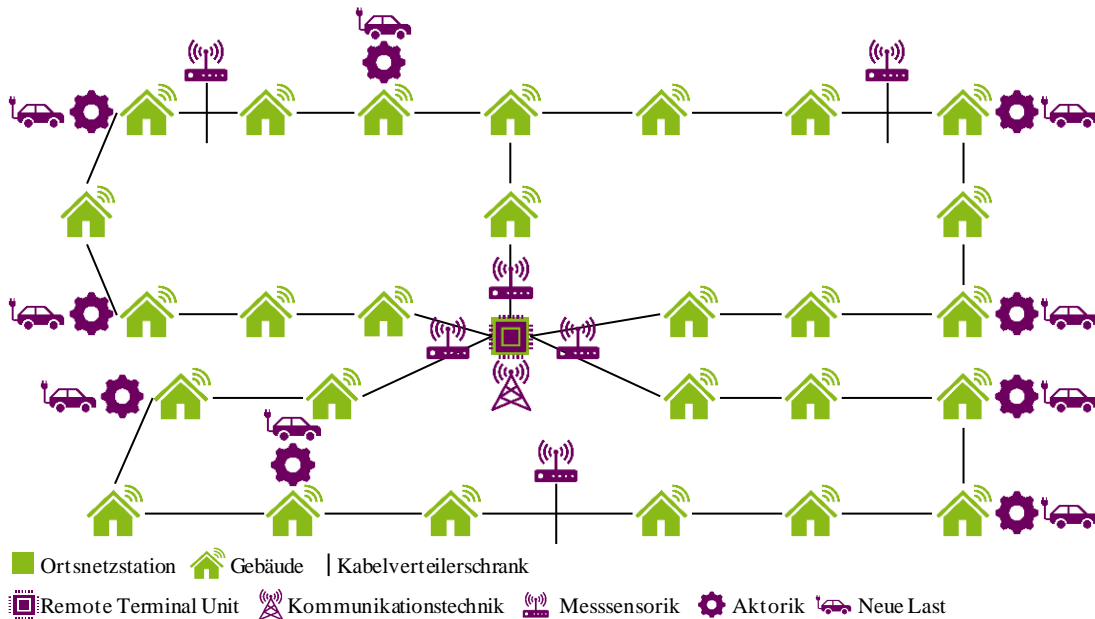 Ortsnetzstation Gebäude Kabelverteilerschrank
Remote Terminal Unit Kommunikationstechnik Messsensorik Aktorik Neue Last